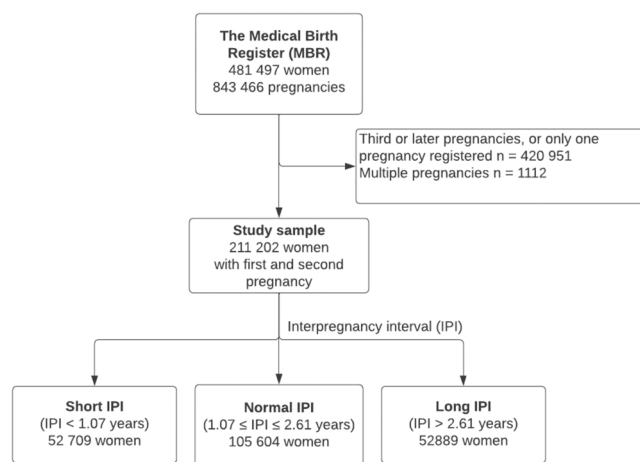 The Medical Birth
Register (MBR)
481 497 women
843 466 pregnancies
Third or later pregnancies, or only one
pregnancy registered n = 420 951
Multiple pregnancies n = 1112
Study sample
211 202 women
with first and second
pregnancy
Interpregnancy interval (IPI)
Short IPI
(IPI < 1.07 years)
52 709 women
Normal IPI
(1.07 ≤ IPI ≤ 2.61 years)
105 604 women
Long IPI
(IPI > 2.61 years)
52889 women